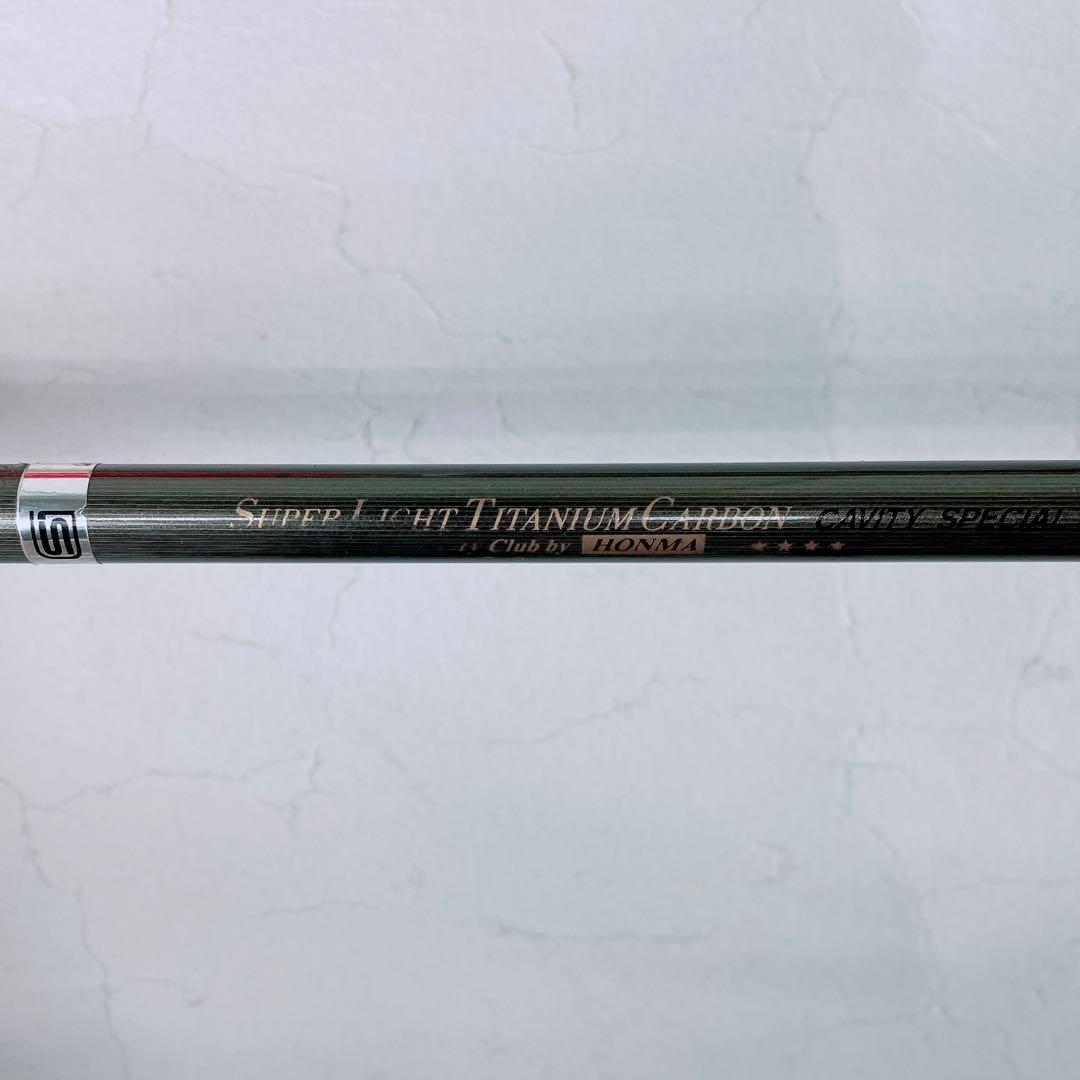 S
SUPER LIGHT TITANIUM CARBON CAVITY SPECIAL
Club by HONMA ★★★★